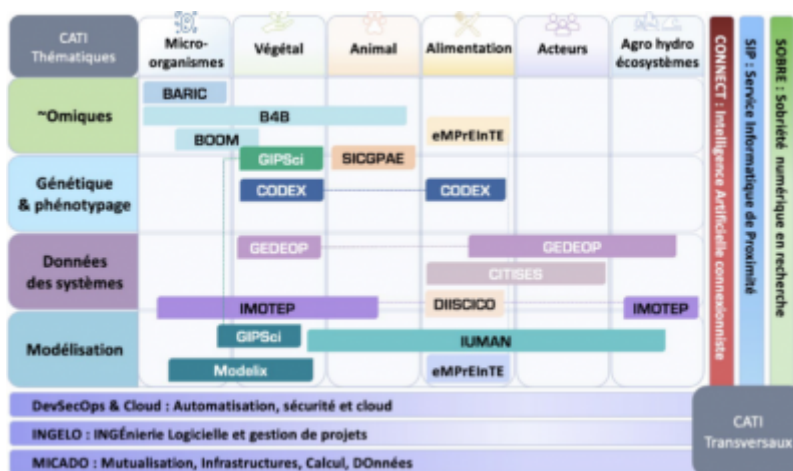 CATI
Thématiques
Micro-
organismes
Végétal
Animal
Alimentation
Acteurs
Agro hydro
écosystèmes
~Omiques
BARIC
B4B
BOOM
eMPrEInTE
GIPSci
SICGPAE
Génétique
& phénotypage
CODEX
CODEX
Données
des systèmes
GEDEOP
GEDEOP
CITISES
IMOTEP
DIISCICO
IMOTEP
Modélisation
GIPSci
IUMAN
Modelix
eMPrEInTE
CONNECT : Intelligence Artificielle connexionniste
SIP : Service Informatique de Proximité
SOBRE : Sobriété numérique en recherche
DevSecOps & Cloud : Automatisation, sécurité et cloud
INGELO : INGÉnierie Logicielle et gestion de projets
MICADO : Mutualisation, Infrastructures, Calcul, DOnnées
CATI
Transversaux